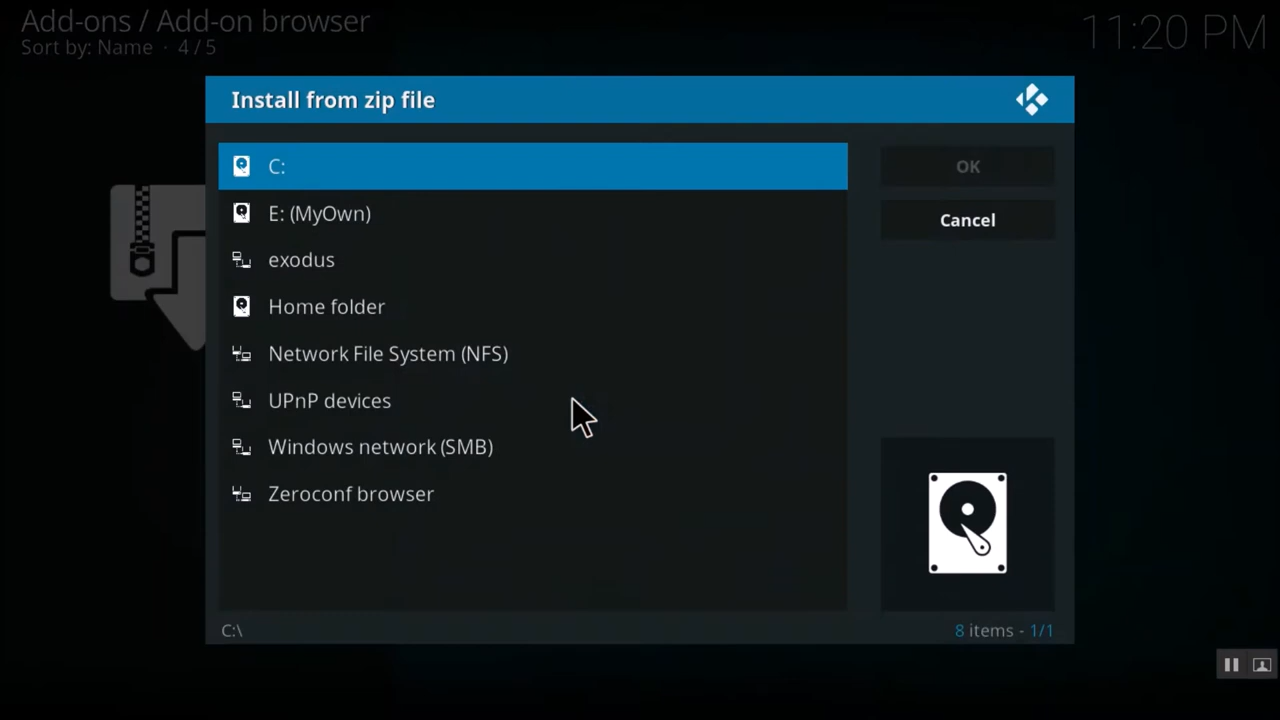 Add-ons / Add-on browser
Sort by: Name · 4 / 5
11:20 PM
Install from zip file
C:
E: (MyOwn)
exodus
Home folder
Network File System (NFS)
UPnP devices
Windows network (SMB)
Zeroconf browser
OK
Cancel
C:\
8 items - 1/1